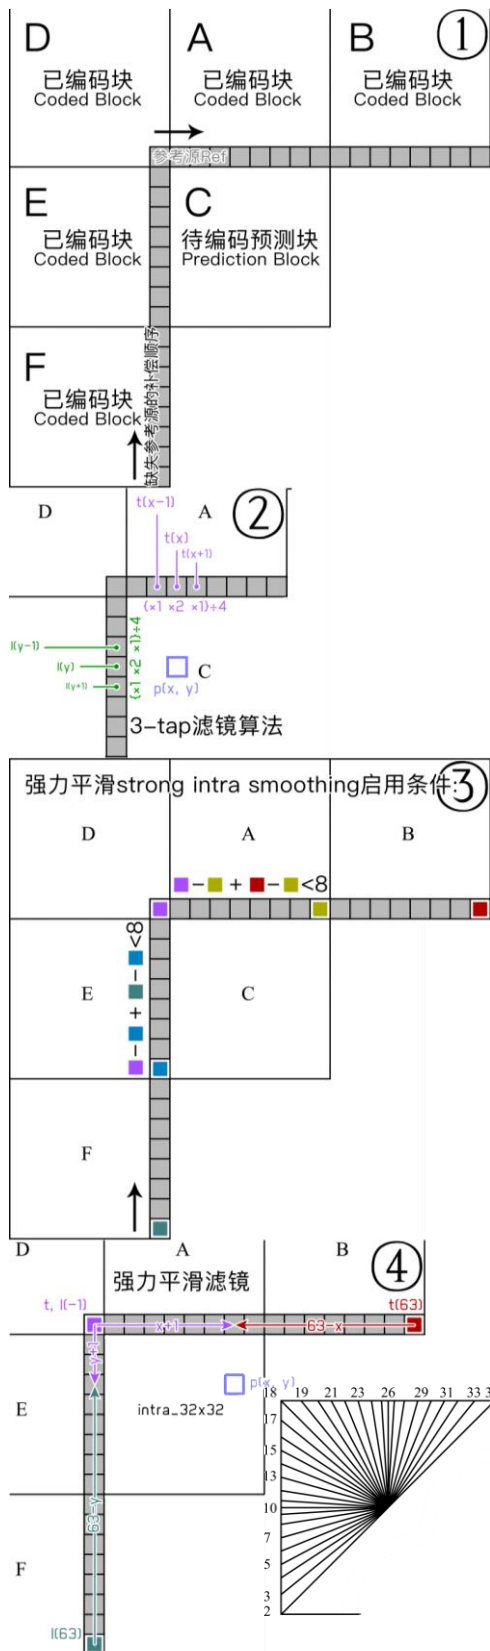 D
A
B
①
已编码块
Coded Block
已编码块
Coded Block
已编码块
Coded Block
参考源Ref
E
C
已编码块
Coded Block
待编码预测块
Prediction Block
缺失参考源的补偿顺序
F
已编码块
Coded Block
D
A
②
t(x-1)
t(x)
t(x+1)
(×1 ×2 ×1)÷4
l(y-1)
l(y)
l(y+1)
(×1 ×2 ×1)÷4
C
p(x, y)
3-tap滤镜算法
强力平滑strong intra smoothing启用条件:
③
D
A
B
- + - <8
- + - <8
E
C
F
D
A
B
④
强力平滑滤镜
t, l(-1)
t(63)
x+1
63-x
y+1
p(x, y)
E
intra_32x32
63-y
F
l(63)
18 19 21 23 26 29 31 33
17
15
13
10
7
5
3
2